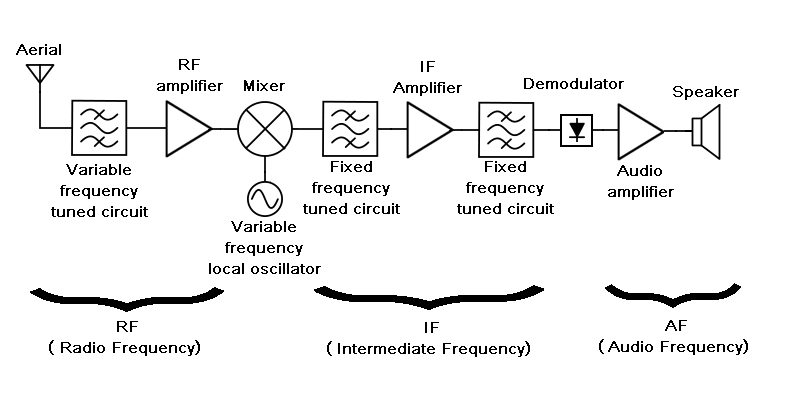 Aerial
RF
amplifier
Mixer
IF
Amplifier
Demodulator
Speaker
Variable
frequency
tuned circuit
Variable
frequency
local oscillator
Fixed
frequency
tuned circuit
Fixed
frequency
tuned circuit
Audio
amplifier
RF
( Radio Frequency)
IF
( Intermediate Frequency)
AF
( Audio Frequency)